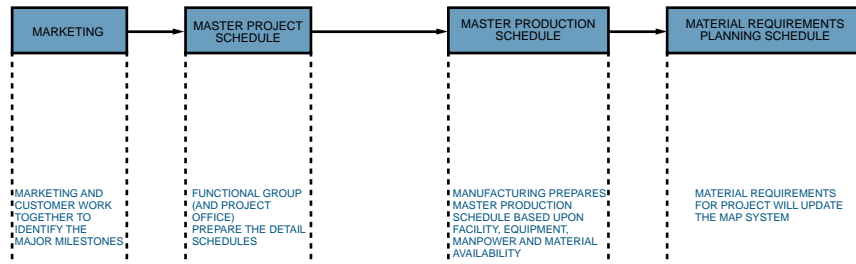 MARKETING
MASTER PROJECT
SCHEDULE
MASTER PRODUCTION
SCHEDULE
MATERIAL REQUIREMENTS
PLANNING SCHEDULE
MARKETING AND
CUSTOMER WORK
TOGETHER TO
IDENTIFY THE
MAJOR MILESTONES
FUNCTIONAL GROUP
(AND PROJECT
OFFICE)
PREPARE THE DETAIL
SCHEDULES
MANUFACTURING PREPARES
MASTER PRODUCTION
SCHEDULE BASED UPON
FACILITY, EQUIPMENT,
MANPOWER AND MATERIAL
AVAILABILITY
MATERIAL REQUIREMENTS
FOR PROJECT WILL UPDATE
THE MAP SYSTEM